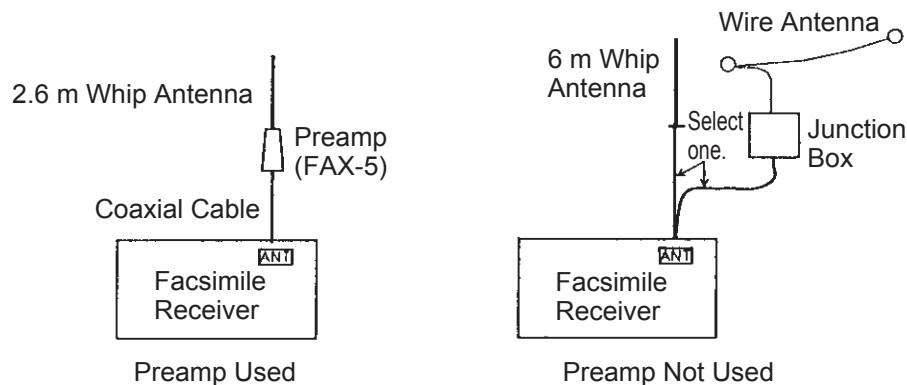 2.6 m Whip Antenna
Preamp
(FAX-5)
Coaxial Cable
ANT
Facsimile
Receiver
Preamp Used
Wire Antenna
6 m Whip
Antenna
Select
one.
Junction
Box
ANT
Facsimile
Receiver
Preamp Not Used